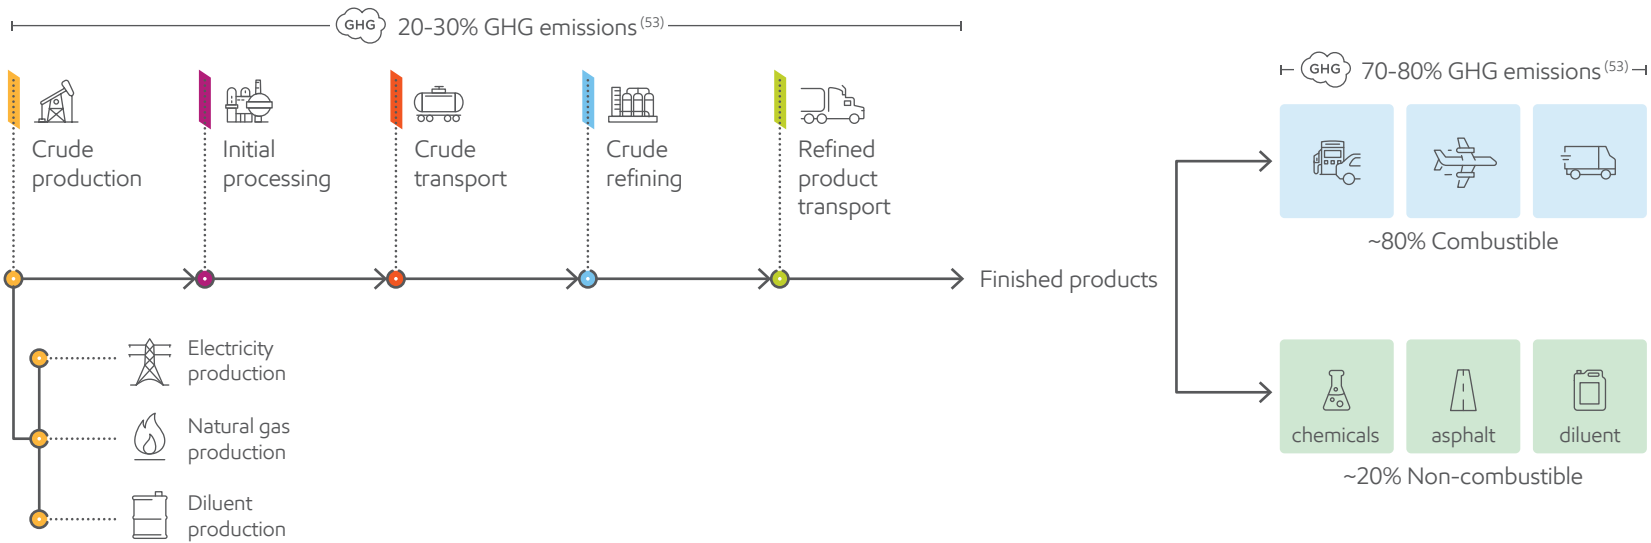 GHG 20-30% GHG emissions (53)
GHG 70-80% GHG emissions (53)
Crude
production
Initial
processing
Crude
transport
Crude
refining
Refined
product
transport
Finished products
~80% Combustible
Electricity
production
Natural gas
production
Diluent
production
chemicals
asphalt
diluent
~20% Non-combustible